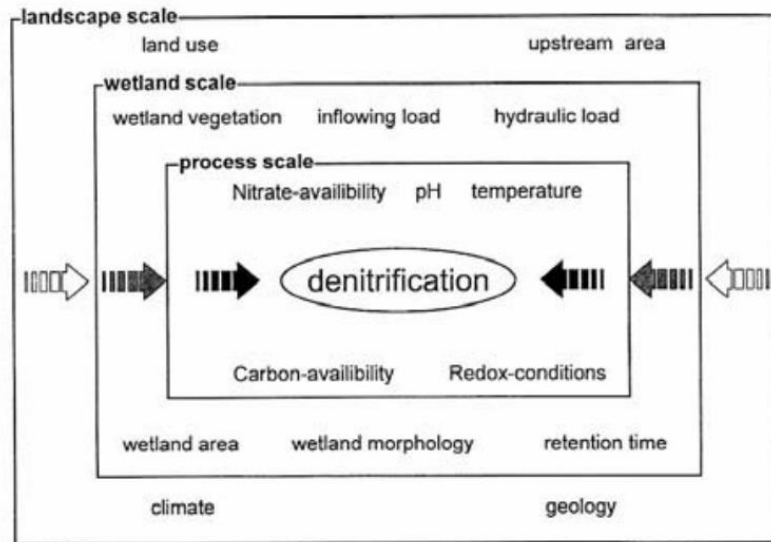 landscape scale
land use upstream area
wetland scale
wetland vegetation inflowing load hydraulic load
process scale
Nitrate-availibility pH temperature
denitrification
Carbon-availibility Redox-conditions
wetland area wetland morphology retention time
climate geology